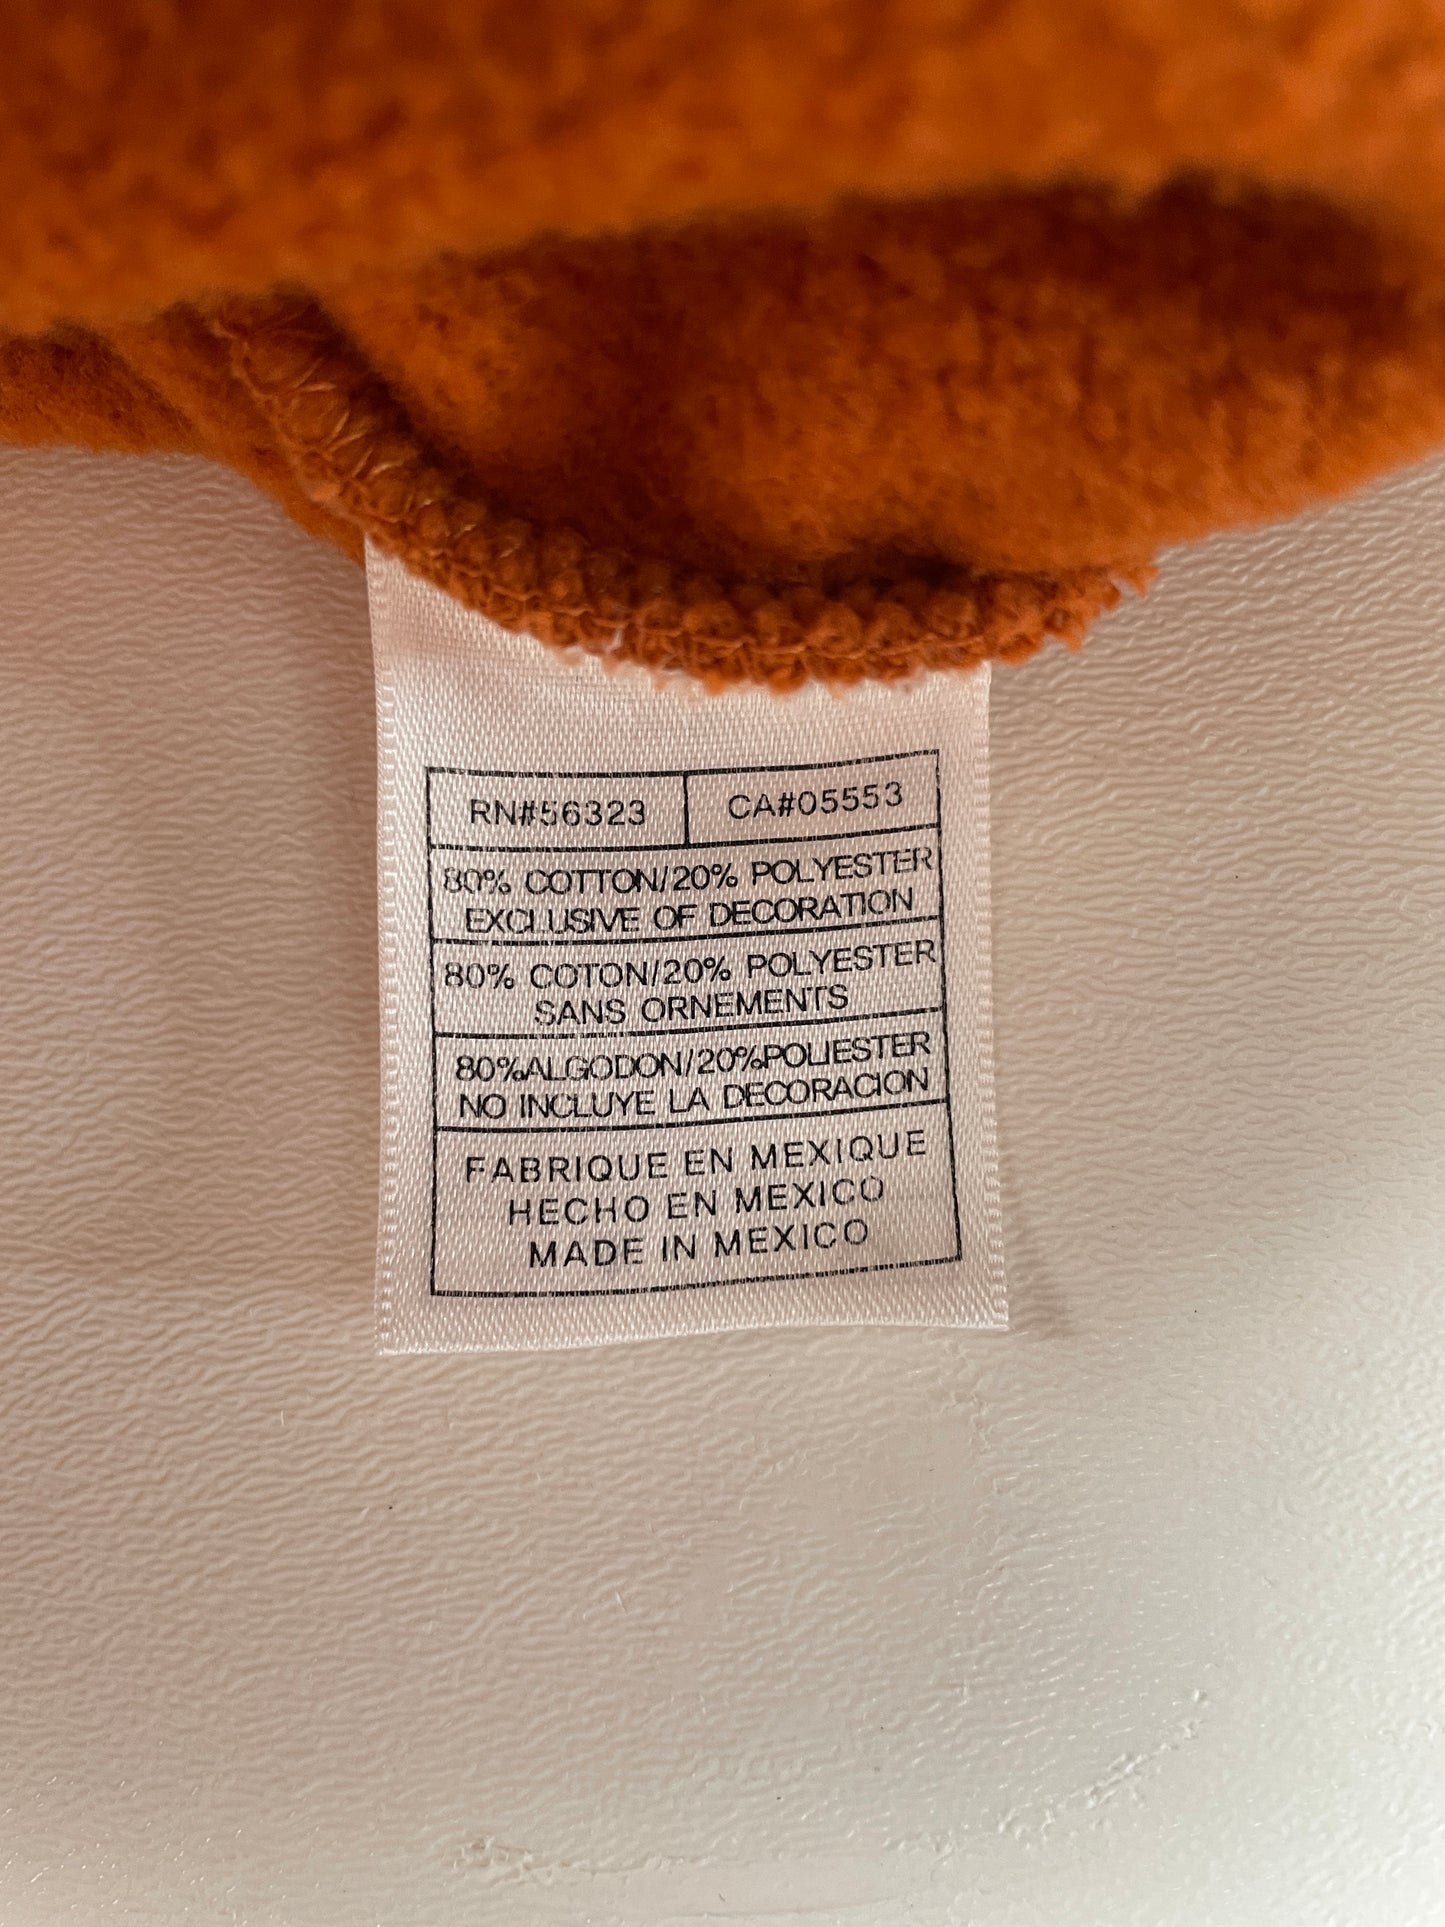 RN#56323 CA#05553
80% COTTON/20% POLYESTER
EXCLUSIVE OF DECORATION
80% COTON/20% POLYESTER
SANS ORNEMENTS
80%ALGODON/20%POLIESTER
NO INCLUYE LA DECORACION
FABRIQUE EN MEXIQUE
HECHO EN MEXICO
MADE IN MEXICO